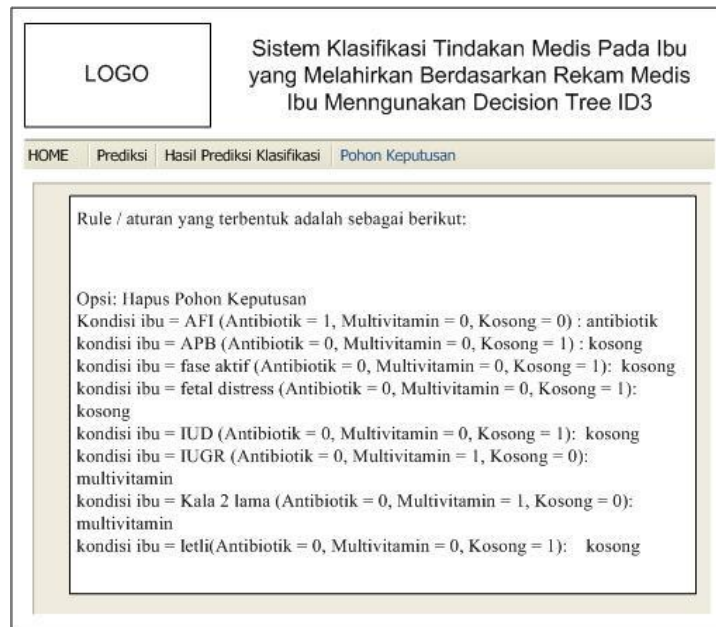 LOGO
Sistem Klasifikasi Tindakan Medis Pada Ibu
yang Melahirkan Berdasarkan Rekam Medis
Ibu Menngunakan Decision Tree ID3
HOME Prediksi Hasil Prediksi Klasifikasi Pohon Keputusan
Rule / aturan yang terbentuk adalah sebagai berikut:
Opsi: Hapus Pohon Keputusan
Kondisi ibu = AFI (Antibiotik = 1, Multivitamin = 0, Kosong = 0) : antibiotik
kondisi ibu = APB (Antibiotik = 0, Multivitamin = 0, Kosong = 1) : kosong
kondisi ibu = fase aktif (Antibiotik = 0, Multivitamin = 0, Kosong = 1): kosong
kondisi ibu = fetal distress (Antibiotik = 0, Multivitamin = 0, Kosong = 1):
kosong
kondisi ibu = IUD (Antibiotik = 0, Multivitamin = 0, Kosong = 1): kosong
kondisi ibu = IUGR (Antibiotik = 0, Multivitamin = 1, Kosong = 0):
multivitamin
kondisi ibu = Kala 2 lama (Antibiotik = 0, Multivitamin = 1, Kosong = 0):
multivitamin
kondisi ibu = letli(Antibiotik = 0, Multivitamin = 0, Kosong = 1): kosong